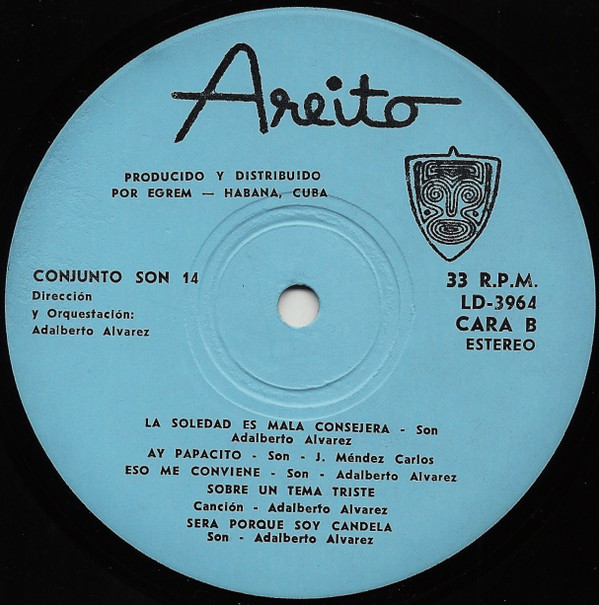 Areito
PRODUCIDO Y DISTRIBUIDO
POR EGREM — HABANA, CUBA
CONJUNTO SON 14
Dirección
y Orquestación:
Adalberto Alvarez
33 R.P.M.
LD-3964
CARA B
ESTEREO
LA SOLEDAD ES MALA CONSEJERA - Son
Adalberto Alvarez
AY PAPACITO - Son - J. Méndez Carlos
ESO ME CONVIENE - Son - Adalberto Alvarez
SOBRE UN TEMA TRISTE
Canción - Adalberto Alvarez
SERA PORQUE SOY CANDELA
Son - Adalberto Alvarez